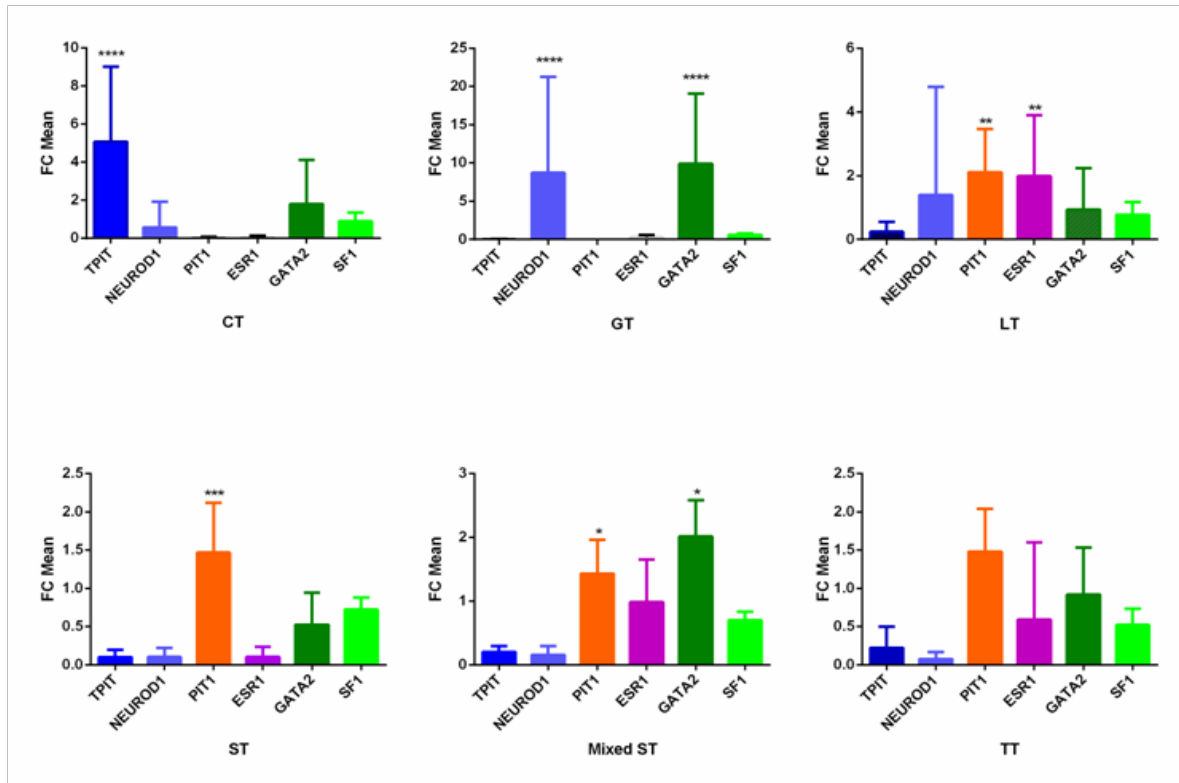 10
8
6
4
2
0
FC Mean
****
TPIT
NEUROD1
PIT1
ESR1
GATA2
SF1
CT
25
20
15
10
5
0
FC Mean
****
****
TPIT
NEUROD1
PIT1
ESR1
GATA2
SF1
GT
6
4
2
0
FC Mean
**
**
TPIT
NEUROD1
PIT1
ESR1
GATA2
SF1
LT
2.5
2.0
1.5
1.0
0.5
0.0
FC Mean
***
TPIT
NEUROD1
PIT1
ESR1
GATA2
SF1
ST
3
2
1
0
FC Mean
*
*
TPIT
NEUROD1
PIT1
ESR1
GATA2
SF1
Mixed ST
2.5
2.0
1.5
1.0
0.5
0.0
FC Mean
TPIT
NEUROD1
PIT1
ESR1
GATA2
SF1
TT